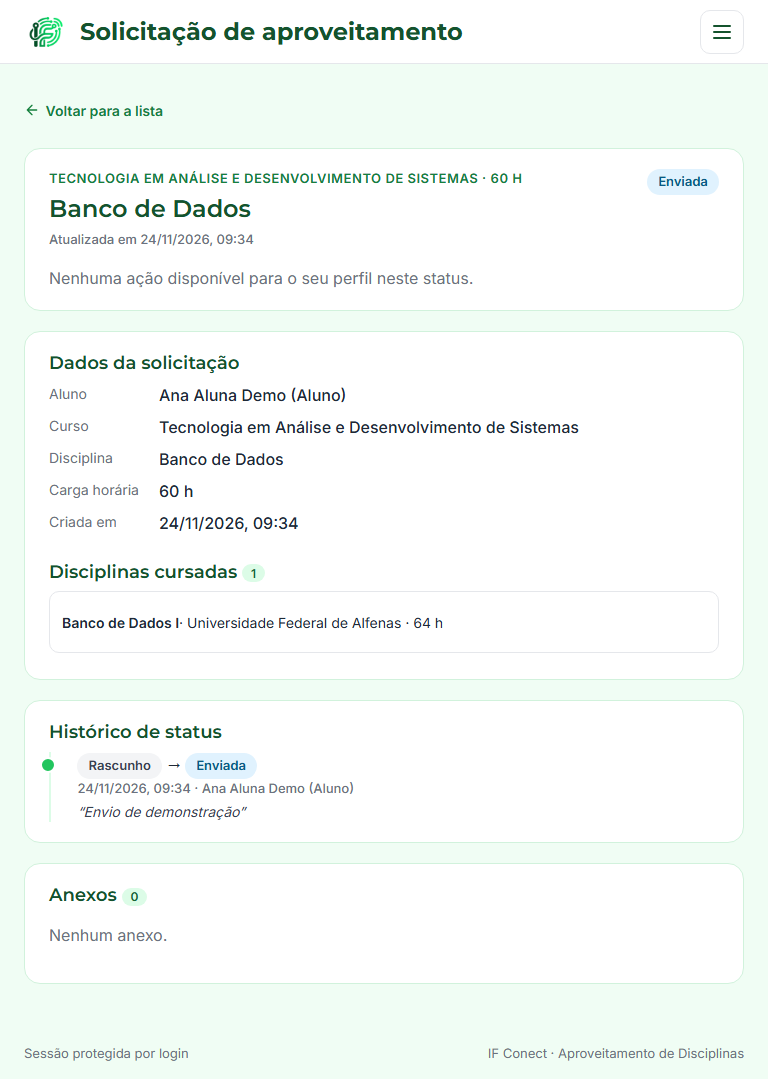 Solicitação de aproveitamento
← Voltar para a lista
TECNOLOGIA EM ANÁLISE E DESENVOLVIMENTO DE SISTEMAS · 60 H
Enviada
Banco de Dados
Atualizada em 24/11/2026, 09:34
Nenhuma ação disponível para o seu perfil neste status.
Dados da solicitação
Aluno Ana Aluna Demo (Aluno)
Curso Tecnologia em Análise e Desenvolvimento de Sistemas
Disciplina Banco de Dados
Carga horária 60 h
Criada em 24/11/2026, 09:34
Disciplinas cursadas 1
Banco de Dados I· Universidade Federal de Alfenas · 64 h
Histórico de status
Rascunho → Enviada
24/11/2026, 09:34 · Ana Aluna Demo (Aluno)
“Envio de demonstração”
Anexos 0
Nenhum anexo.
Sessão protegida por login
IF Conect · Aproveitamento de Disciplinas